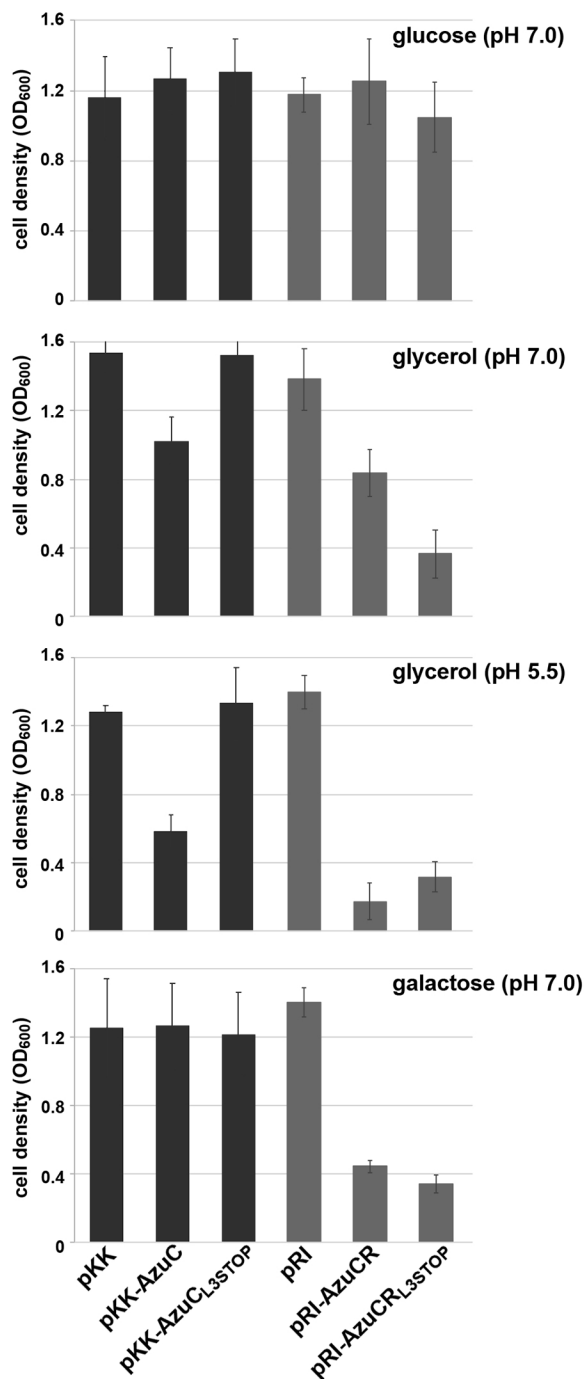 glucose (pH 7.0)
cell density (OD600)
1.6
1.2
0.8
0.4
0
glycerol (pH 7.0)
cell density (OD600)
1.6
1.2
0.8
0.4
0
glycerol (pH 5.5)
cell density (OD600)
1.6
1.2
0.8
0.4
0
galactose (pH 7.0)
cell density (OD600)
1.6
1.2
0.8
0.4
0
pKK
pKK-AzuC
pKK-AzuCL3STOP
pRI
pRI-AzuCR
pRI-AzuCRL3STOP